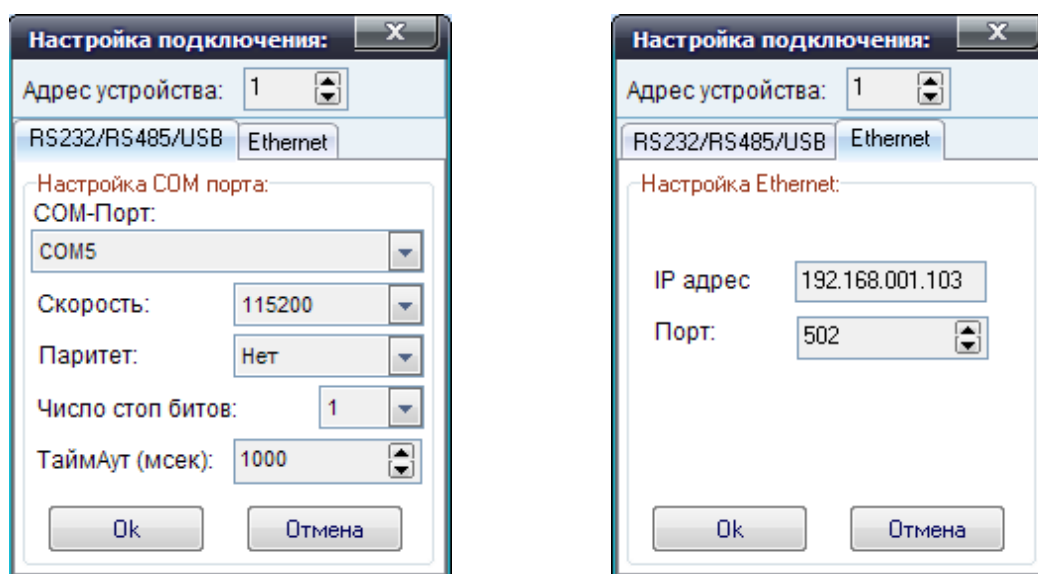 Настройка подключения: x
Адрес устройства: 1
RS232/RS485/USB Ethernet
Настройка COM порта:
COM-Порт:
COM5
Скорость: 115200
Паритет: Нет
Число стоп битов: 1
ТаймАут (мсек): 1000
Ok Отмена
Настройка подключения: x
Адрес устройства: 1
RS232/RS485/USB Ethernet
Настройка Ethernet:
IP адрес 192.168.001.103
Порт: 502
Ok Отмена